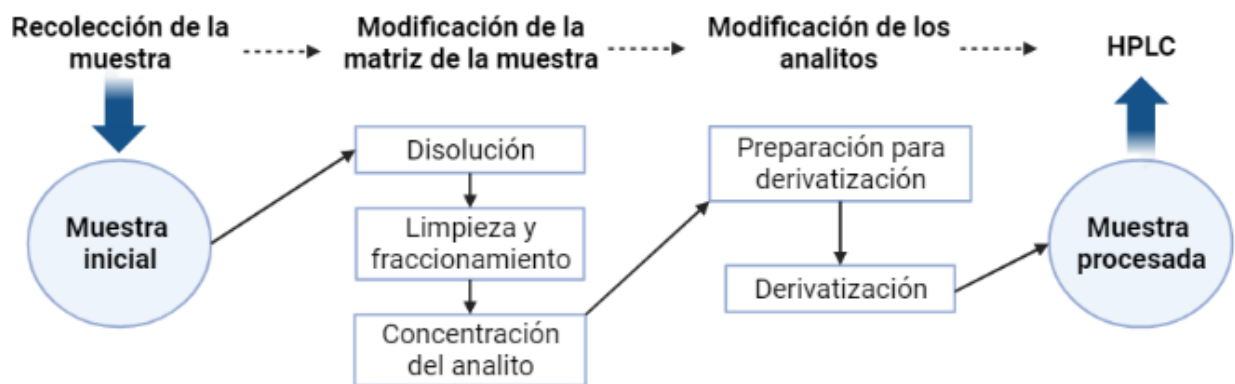 Recolección de la
muestra
Modificación de la
matriz de la muestra
Modificación de los
analitos
HPLC
Muestra
inicial
Disolución
Limpieza y
fraccionamiento
Concentración
del analito
Preparación para
derivatización
Derivatización
Muestra
procesada